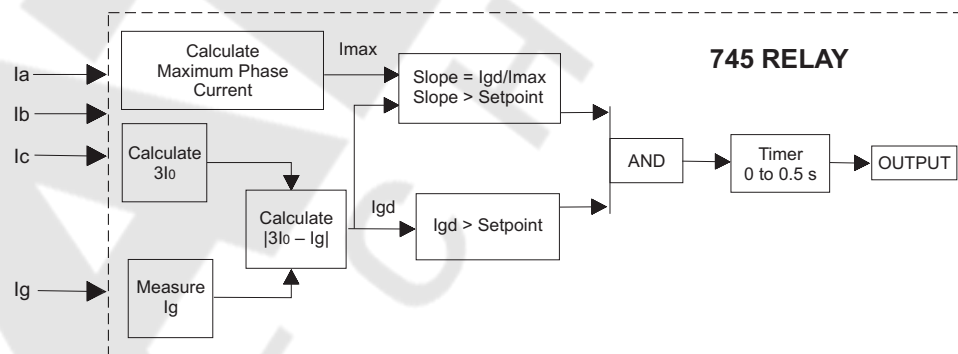 745 RELAY
Ia
Ib
Ic
Ig
Calculate
Maximum Phase
Current
Imax
Slope = Igd/Imax
Slope > Setpoint
Calculate
3I0
Calculate
|3I0 – Ig|
Igd
Igd > Setpoint
Measure
Ig
AND
Timer
0 to 0.5 s
OUTPUT